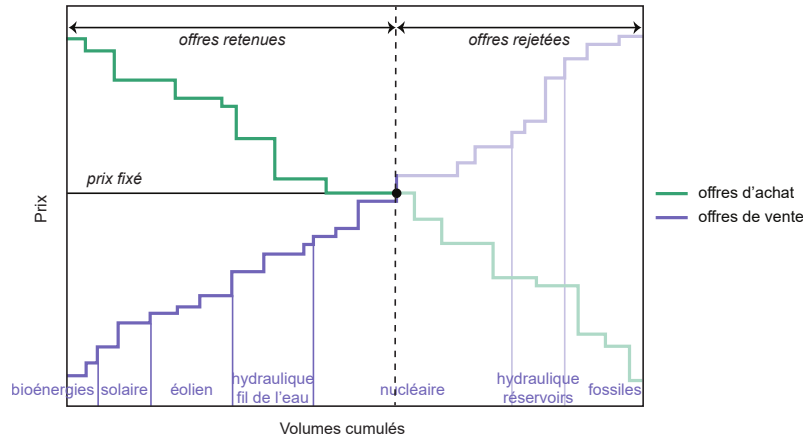 offres retenues
offres rejetées
prix fixé
Prix
offres d’achat
offres de vente
bioénergies
solaire
éolien
hydraulique
fil de l’eau
nucléaire
hydraulique
réservoirs
fossiles
Volumes cumulés